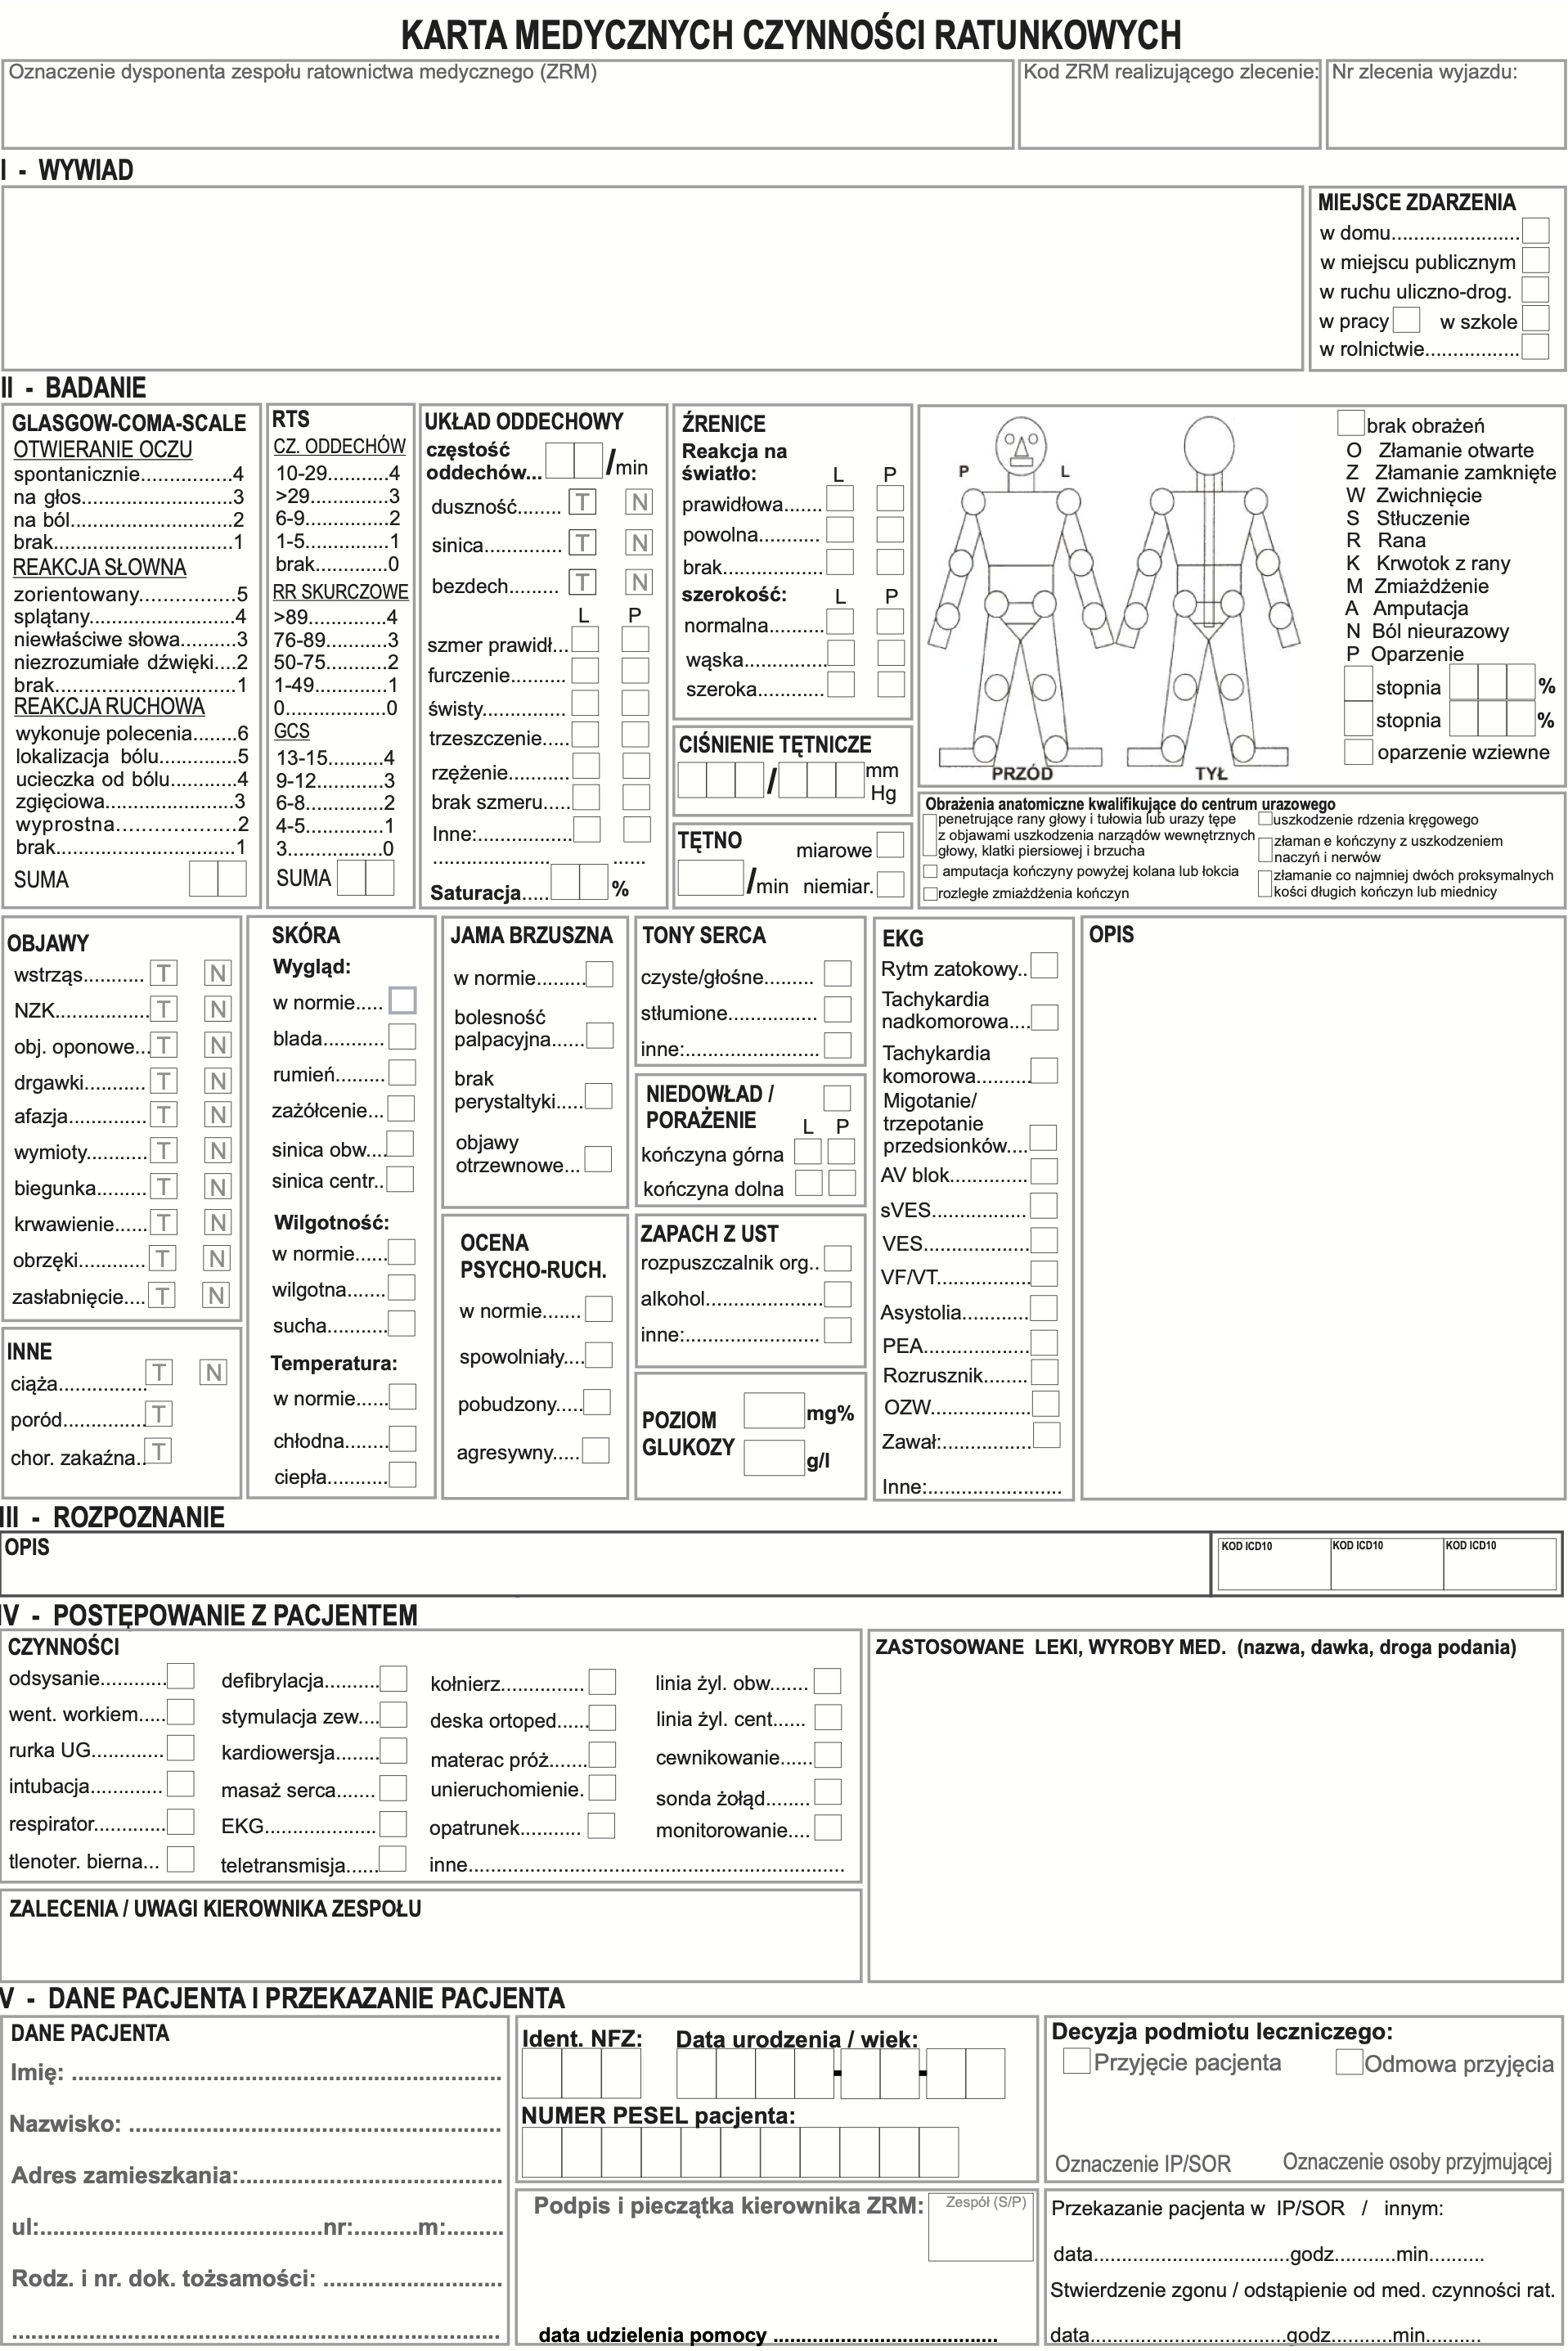 KARTA MEDYCZNYCH CZYNNOŚCI RATUNKOWYCH
Oznaczenie dysponenta zespołu ratownictwa medycznego (ZRM)
Kod ZRM realizującego zlecenie:
Nr zlecenia wyjazdu:
I - WYWIAD
MIEJSCE ZDARZENIA
w domu.......................
w miejscu publicznym
w ruchu uliczno-drog.
w pracy w szkole
w rolnictwie.................
II - BADANIE
GLASGOW-COMA-SCALE
OTWIERANIE OCZU
spontanicznie................4
na głos...........................3
na ból............................2
brak................................1
REAKCJA SŁOWNA
zorientowany.................5
splątany.........................4
niewłaściwe słowa..........3
niezrozumiałe dźwięki....2
brak................................1
REAKCJA RUCHOWA
wykonuje polecenia.......6
lokalizacja bólu..............5
ucieczka od bólu............4
zgięciowa.......................3
wyprostna......................2
brak................................1
SUMA
RTS
CZ. ODDECHÓW
10-29...........4
>29...............3
6-9...............2
1-5...............1
brak..............0
RR SKURCZOWE
>89..............4
76-89...........3
50-75...........2
1-49.............1
0...................0
GCS
13-15..........4
9-12............3
6-8..............2
4-5..............1
3.................0
SUMA
UKŁAD ODDECHOWY
częstość
oddechów... /min
duszność........ T N
sinica.............. T N
bezdech......... T N
L P
szmer prawidł...
furczenie..........
świsty...............
trzeszczenie.....
rzężenie...........
brak szmeru.....
Inne:................
..................... ......
Saturacja..... %
ŹRENICE
Reakcja na
światło: L P
prawidłowa.......
powolna...........
brak.................
szerokość: L P
normalna..........
wąska..............
szeroka............
CIŚNIENIE TĘTNICZE
/ mm
Hg
TĘTNO
miarowe
/min niemiar.
P L
PRZÓD TYŁ
brak obrażeń
O Złamanie otwarte
Z Złamanie zamknięte
W Zwichnięcie
S Stłuczenie
R Rana
K Krwotok z rany
M Zmiażdżenie
A Amputacja
N Ból nieurazowy
P Oparzenie
stopnia %
stopnia %
oparzenie wziewne
Obrażenia anatomiczne kwalifikujące do centrum urazowego
penetrujące rany głowy i tułowia lub urazy tępe
z objawami uszkodzenia narządów wewnętrznych
głowy, klatki piersiowej i brzucha
amputacja kończyny powyżej kolana lub łokcia
rozległe zmiażdżenia kończyn
uszkodzenie rdzenia kręgowego
złaman e kończyny z uszkodzeniem
naczyń i nerwów
złamanie co najmniej dwóch proksymalnych
kości długich kończyn lub miednicy
OBJAWY
wstrząs........... T N
NZK................. T N
obj. oponowe... T N
drgawki........... T N
afazja.............. T N
wymioty........... T N
biegunka......... T N
krwawienie...... T N
obrzęki............ T N
zasłabnięcie.... T N
INNE
ciąża................ T N
poród............... T
chor. zakaźna.. T
SKÓRA
Wygląd:
w normie.....
blada...........
rumień.........
zażółcenie...
sinica obw....
sinica centr..
Wilgotność:
w normie......
wilgotna.......
sucha...........
Temperatura:
w normie......
chłodna........
ciepła...........
JAMA BRZUSZNA
w normie........
bolesność
palpacyjna......
brak
perystaltyki.....
objawy
otrzewnowe...
OCENA
PSYCHO-RUCH.
w normie.......
spowolniały....
pobudzony.....
agresywny.....
TONY SERCA
czyste/głośne.........
stłumione................
inne:........................
NIEDOWŁAD /
PORAŻENIE
L P
kończyna górna
kończyna dolna
ZAPACH Z UST
rozpuszczalnik org..
alkohol.....................
inne:........................
POZIOM
GLUKOZY
mg%
g/l
EKG
Rytm zatokowy..
Tachykardia
nadkomorowa....
Tachykardia
komorowa..........
Migotanie/
trzepotanie
przedsionków....
AV blok..............
sVES.................
VES...................
VF/VT................
Asystolia............
PEA...................
Rozrusznik........
OZW..................
Zawał:................
Inne:........................
OPIS
III - ROZPOZNANIE
OPIS
KOD ICD10 KOD ICD10 KOD ICD10
IV - POSTĘPOWANIE Z PACJENTEM
CZYNNOŚCI
odsysanie............
went. workiem.....
rurka UG.............
intubacja.............
respirator.............
tlenoter. bierna...
defibrylacja..........
stymulacja zew....
kardiowersja........
masaż serca.......
EKG....................
teletransmisja......
kołnierz...............
deska ortoped......
materac próż.......
unieruchomienie.
opatrunek...........
inne...................................................................
linia żyl. obw.......
linia żyl. cent......
cewnikowanie......
sonda żołąd........
monitorowanie....
ZASTOSOWANE LEKI, WYROBY MED. (nazwa, dawka, droga podania)
ZALECENIA / UWAGI KIEROWNIKA ZESPOŁU
V - DANE PACJENTA I PRZEKAZANIE PACJENTA
DANE PACJENTA
Imię: .................................................................
Nazwisko: ........................................................
Adres zamieszkania:.......................................
ul:..........................................nr:.........m:.........
Rodz. i nr. dok. tożsamości: ..........................
.........................................................................
Ident. NFZ: Data urodzenia / wiek:
- -
NUMER PESEL pacjenta:
Podpis i pieczątka kierownika ZRM:
Zespół (S/P)
data udzielenia pomocy ..................................
Decyzja podmiotu leczniczego:
Przyjęcie pacjenta Odmowa przyjęcia
Oznaczenie IP/SOR Oznaczenie osoby przyjmującej
Przekazanie pacjenta w IP/SOR / innym:
data..................................godz..........min..........
Stwierdzenie zgonu / odstąpienie od med. czynności rat.
data..................................godz..........min..........